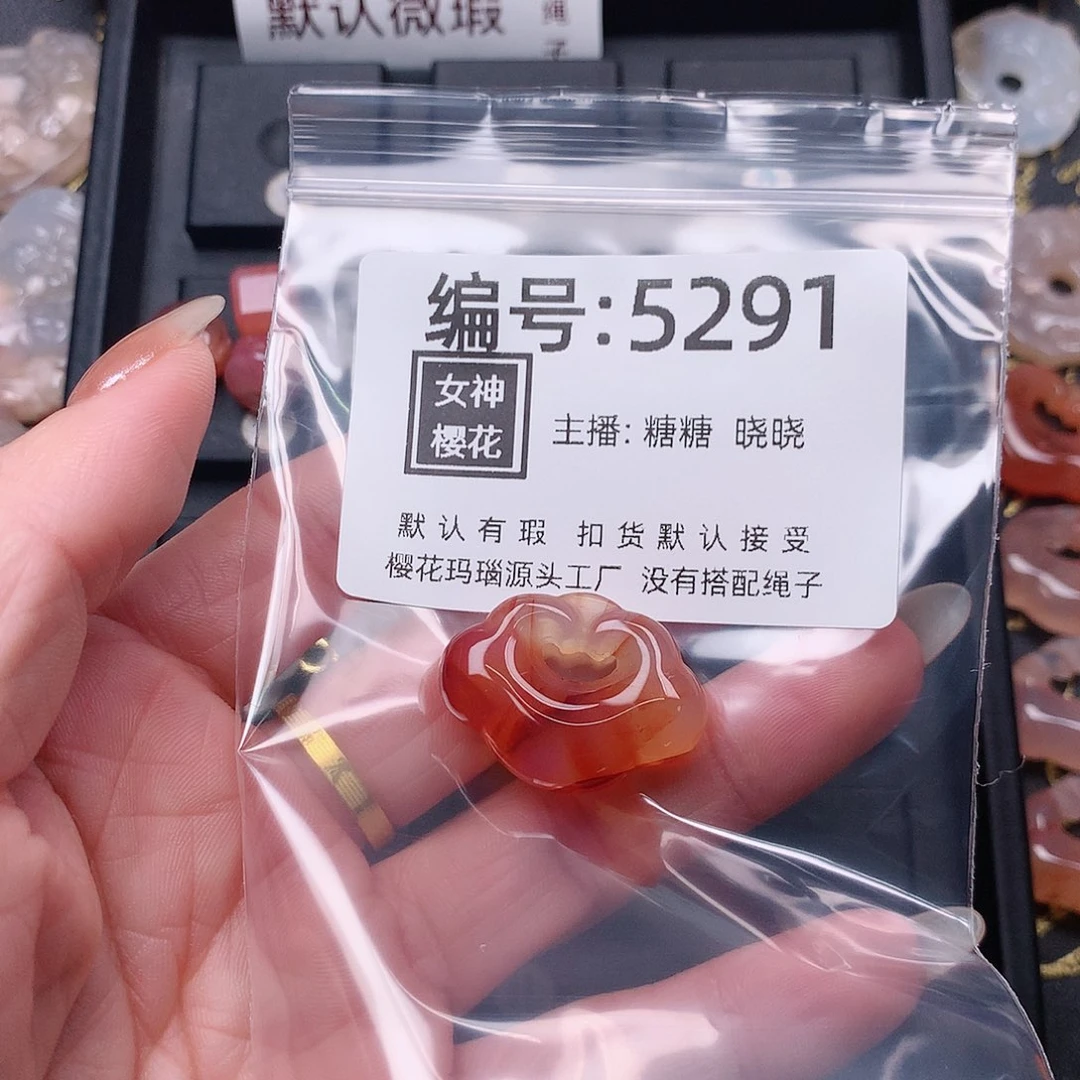 默认微瑕
绳
子
编号:5291
女神
樱花
主播: 糖糖 晓晓
默认有瑕 扣货默认接受
樱花玛瑙源头工厂 没有搭配绳子